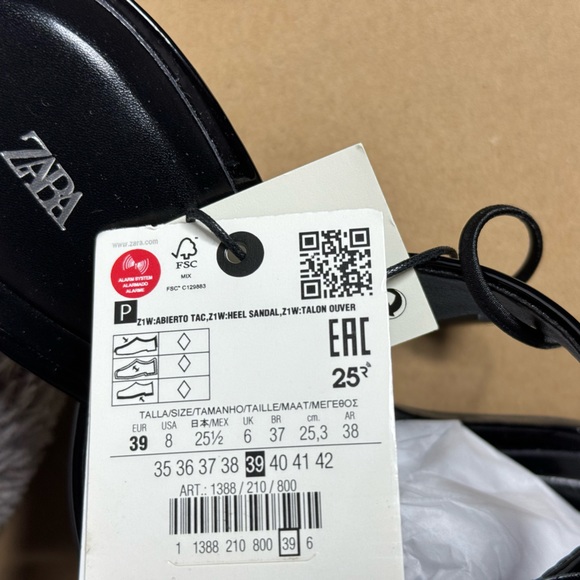 ZARA
www.zara.com
FSC
MIX
FSC® C129883
ALARM SYSTEM
ALARMADO
ALARME
P Z1W:ABIERTO TAC,Z1W:HEEL SANDAL,Z1W:TALON OUVER
EAC
25
TALLA/SIZE/TAMANHO/TAILLE/MAAT/ΜΕΓΕΘΟΣ
EUR USA 日本/MEX UK BR cm. AR
39 8 25½ 6 37 25,3 38
35 36 37 38 39 40 41 42
ART.: 1388 / 210 / 800
1 1388 210 800 39 6